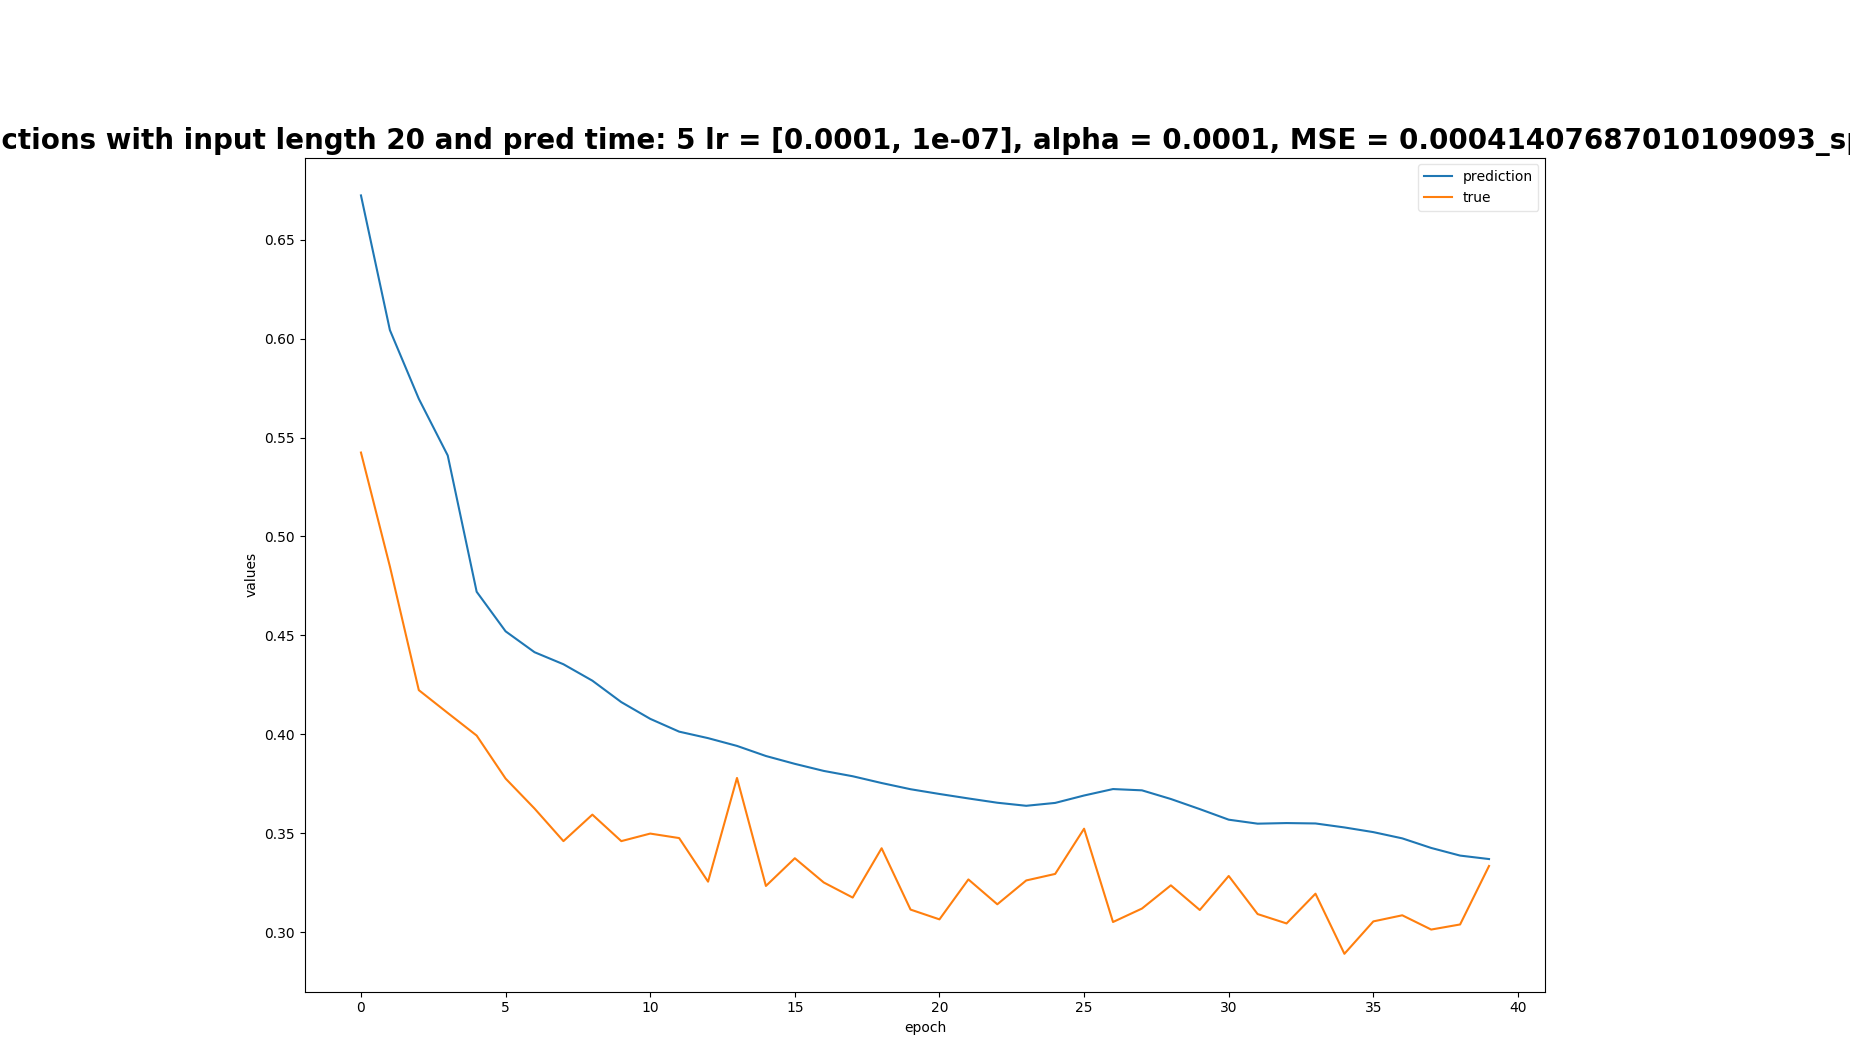 ctions with input length 20 and pred time: 5 lr = [0.0001, 1e-07], alpha = 0.0001, MSE = 0.00041407687010109093_sp
prediction
true
0.65
0.60
0.55
0.50
0.45
0.40
0.35
0.30
values
0 5 10 15 20 25 30 35 40
epoch